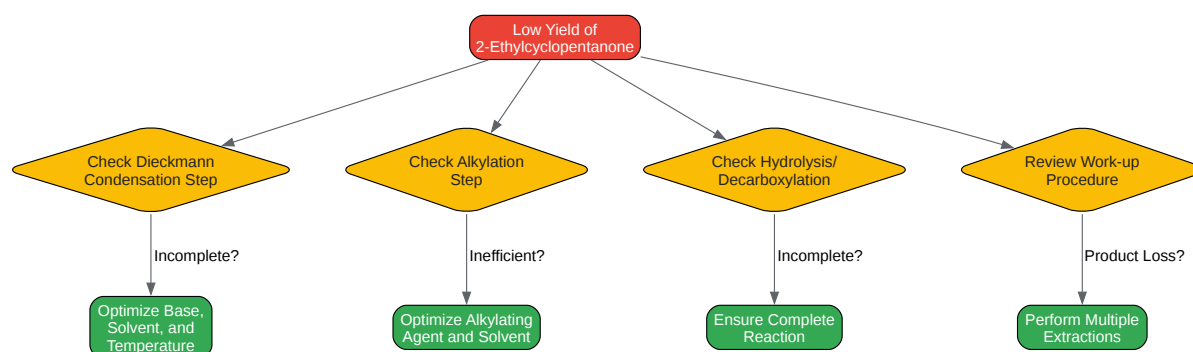 Low Yield of
2-Ethylcyclopentanone
Check Dieckmann
Condensation Step
Check Alkylation
Step
Check Hydrolysis/
Decarboxylation
Review Work-up
Procedure
Incomplete?
Inefficient?
Incomplete?
Product Loss?
Optimize Base,
Solvent, and
Temperature
Optimize Alkylating
Agent and Solvent
Ensure Complete
Reaction
Perform Multiple
Extractions